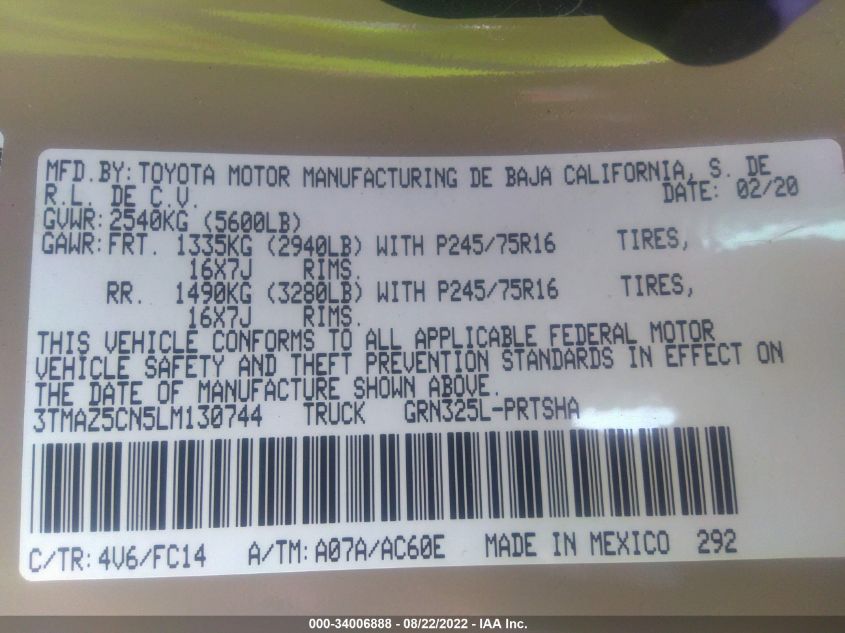 MFD.BY: TOYOTA MOTOR MANUFACTURING DE BAJA CALIFORNIA, S. DE
R.L. DE C.V. DATE: 02/20
GVWR: 2540KG (5600LB)
GAWR: FRT. 1335KG (2940LB) WITH P245/75R16 TIRES,
16X7J RIMS.
RR. 1490KG (3280LB) WITH P245/75R16 TIRES,
16X7J RIMS.
THIS VEHICLE CONFORMS TO ALL APPLICABLE FEDERAL MOTOR
VEHICLE SAFETY AND THEFT PREVENTION STANDARDS IN EFFECT ON
THE DATE OF MANUFACTURE SHOWN ABOVE.
3TMAZ5CN5LM130744 TRUCK GRN325L-PRTSHA
C/TR: 4V6/FC14 A/TM: A07A/AC60E MADE IN MEXICO 292
000-34006888 - 08/22/2022 - IAA Inc.